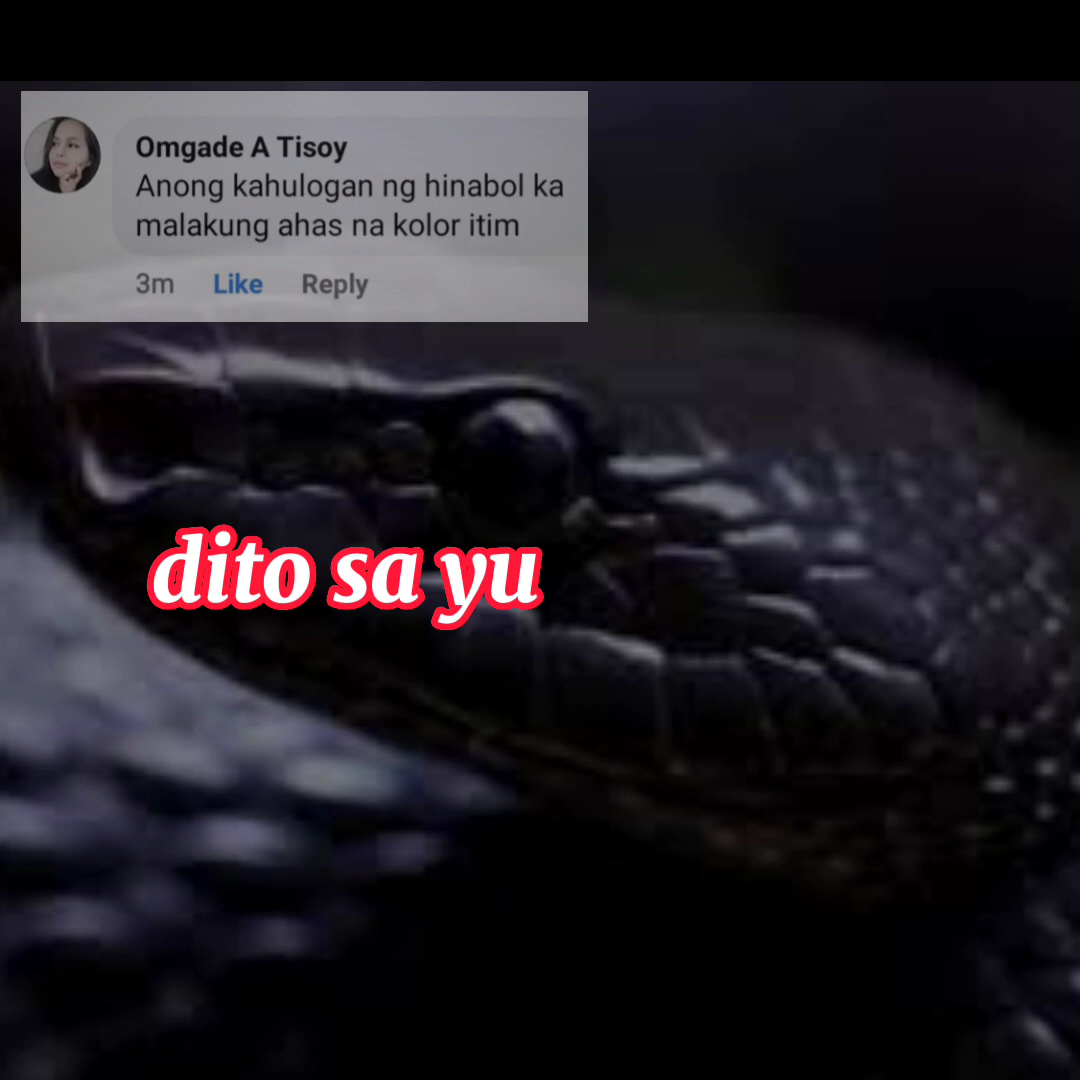 Omgade A Tisoy
Anong kahulogan ng hinabol ka
malakung ahas na kolor itim
3m Like Reply
dito sa yu